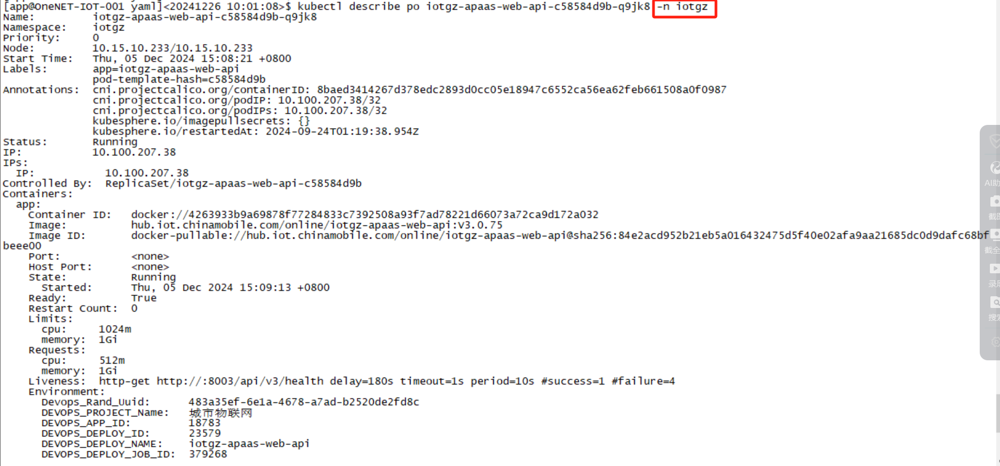 [app@OneNET-IOT-001 yaml]<20241226 10:01:08>$ kubectl describe po iotgz-apaas-web-api-c58584d9b-q9jk8 -n iotgz
Name: iotgz-apaas-web-api-c58584d9b-q9jk8
Namespace: iotgz
Priority: 0
Node: 10.15.10.233/10.15.10.233
Start Time: Thu, 05 Dec 2024 15:08:21 +0800
Labels: app=iotgz-apaas-web-api
pod-template-hash=c58584d9b
Annotations: cni.projectcalico.org/containerID: 8baed3414267d378edc2893d0cc05e18947c6552ca56ea62feb661508a0f0987
cni.projectcalico.org/podIP: 10.100.207.38/32
cni.projectcalico.org/podIPs: 10.100.207.38/32
kubesphere.io/imagepullsecrets: {}
kubesphere.io/restartedAt: 2024-09-24T01:19:38.954Z
Status: Running
IP: 10.100.207.38
IPs:
IP: 10.100.207.38
Controlled By: ReplicaSet/iotgz-apaas-web-api-c58584d9b
Containers:
app:
Container ID: docker://4263933b9a69878f77284833c7392508a93f7ad78221d66073a72ca9d172a032
Image: hub.iot.chinamobile.com/online/iotgz-apaas-web-api:V3.0.75
Image ID: docker-pullable://hub.iot.chinamobile.com/online/iotgz-apaas-web-api@sha256:84e2acd952b21eb5a016432475d5f40e02afa9aa21685dc0d9dafc68bf
beee00
Port: <none>
Host Port: <none>
State: Running
Started: Thu, 05 Dec 2024 15:09:13 +0800
Ready: True
Restart Count: 0
Limits:
cpu: 1024m
memory: 1Gi
Requests:
cpu: 512m
memory: 1Gi
Liveness: http-get http://:8003/api/v3/health delay=180s timeout=1s period=10s #success=1 #failure=4
Environment:
Devops_Rand_Uuid: 483a35ef-6e1a-4678-a7ad-b2520de2fd8c
DEVOPS_PROJECT_Name: 城市物联网
DEVOPS_APP_ID: 18783
DEVOPS_DEPLOY_ID: 23579
DEVOPS_DEPLOY_NAME: iotgz-apaas-web-api
DEVOPS_DEPLOY_JOB_ID: 379268
AI助
截
截全
录
搜